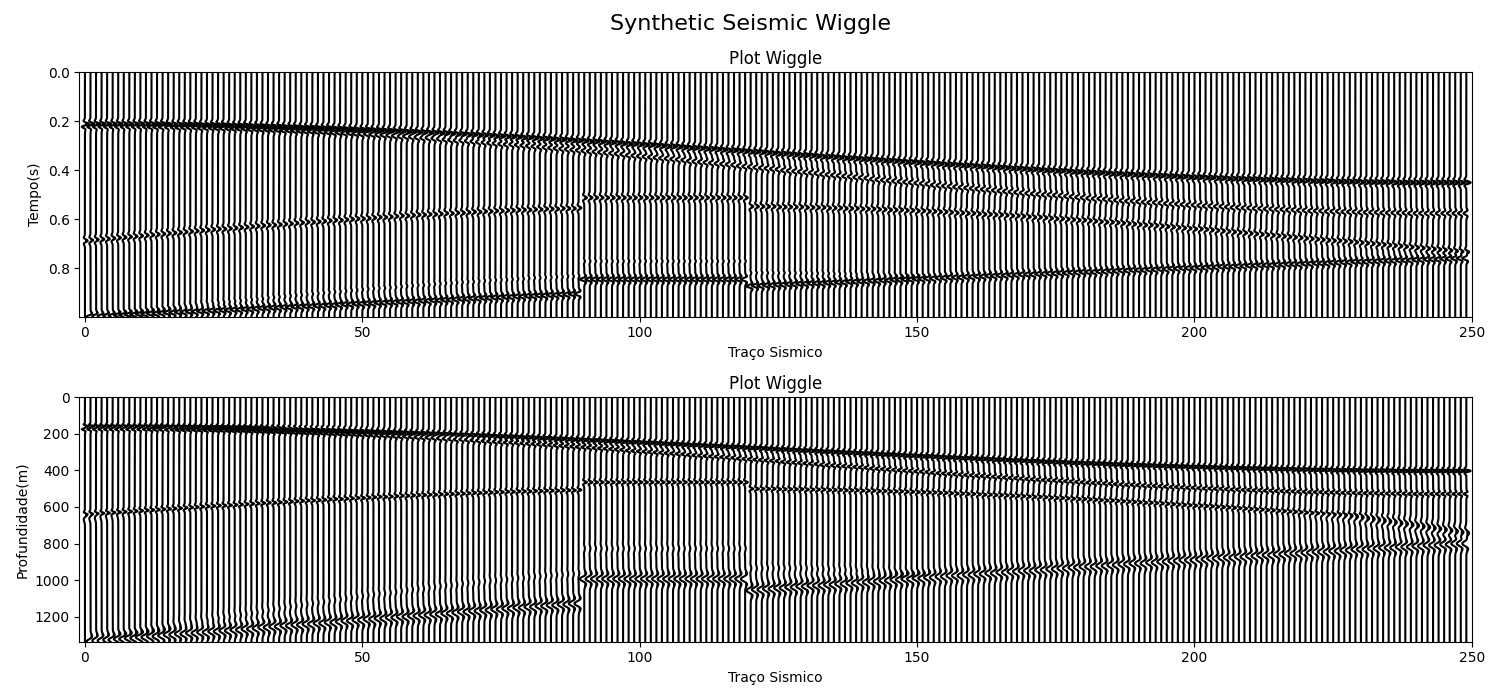 Synthetic Seismic Wiggle
Plot Wiggle
0.0
0.2
0.4
0.6
0.8
Tempo(s)
0 50 100 150 200 250
Traço Sismico
Plot Wiggle
0
200
400
600
800
1000
1200
Profundidade(m)
0 50 100 150 200 250
Traço Sismico